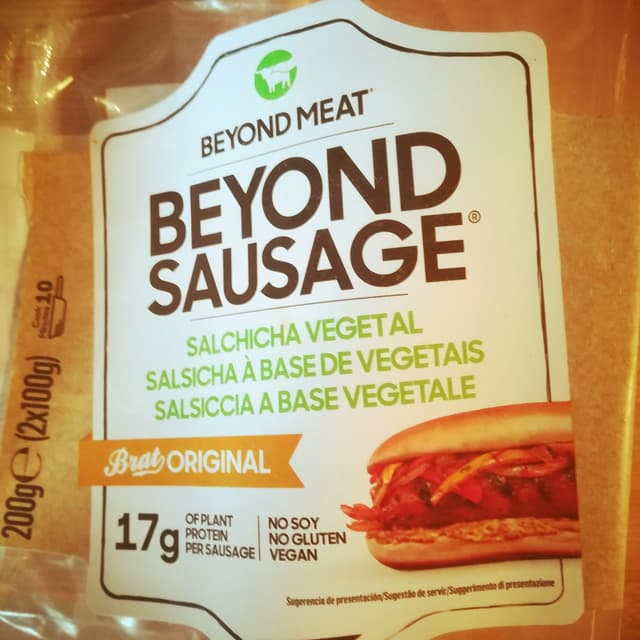 BEYOND MEAT®
BEYOND
SAUSAGE®
SALCHICHA VEGETAL
SALSICHA À BASE DE VEGETAIS
SALSICCIA A BASE VEGETALE
Brat ORIGINAL
17g
OF PLANT
PROTEIN
PER SAUSAGE
NO SOY
NO GLUTEN
VEGAN
Sugerencia de presentación/Sugestão de servir/Suggerimento di presentazione
200g℮ (2x100g)
10